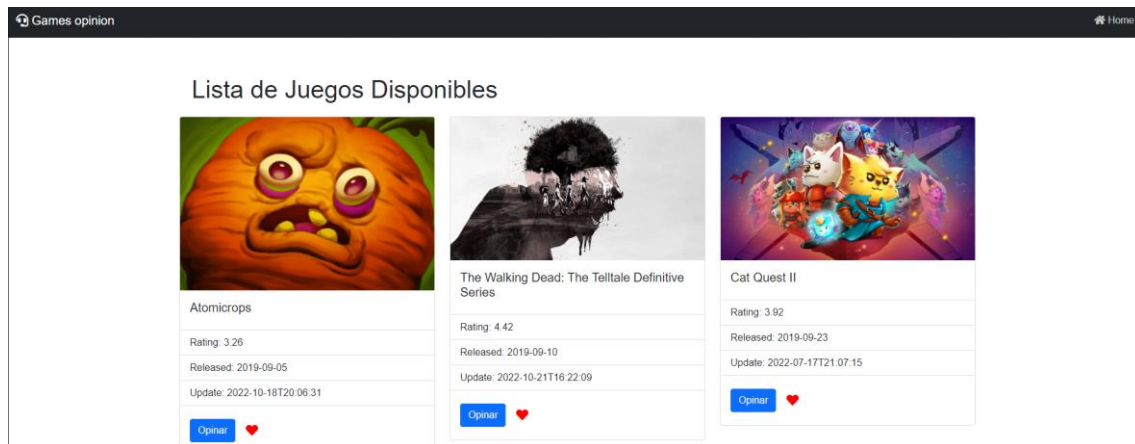 Games opinion
Home
Lista de Juegos Disponibles
Atomicrops
Rating: 3.26
Released: 2019-09-05
Update: 2022-10-18T20:06:31
Opinar
The Walking Dead: The Telltale Definitive
Series
Rating: 4.42
Released: 2019-09-10
Update: 2022-10-21T16:22:09
Opinar
Cat Quest II
Rating: 3.92
Released: 2019-09-23
Update: 2022-07-17T21:07:15
Opinar